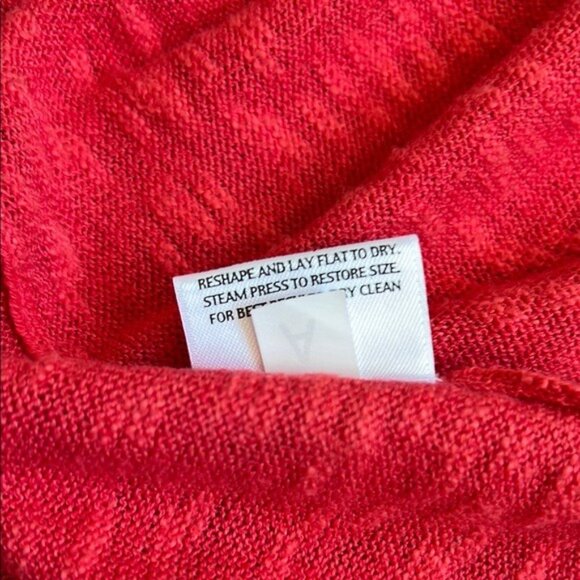 RESHAPE AND LAY FLAT TO DRY.
STEAM PRESS TO RESTORE SIZE.
FOR CLEAN
A